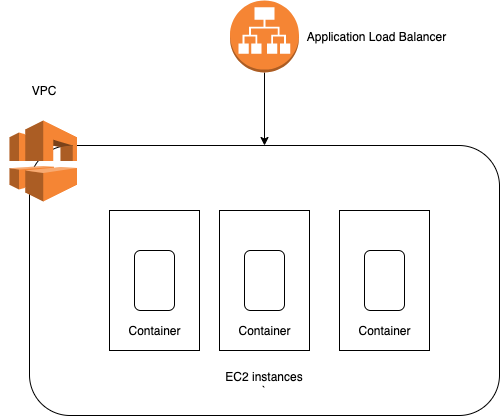 Application Load Balancer
VPC
Container
Container
Container
EC2 instances